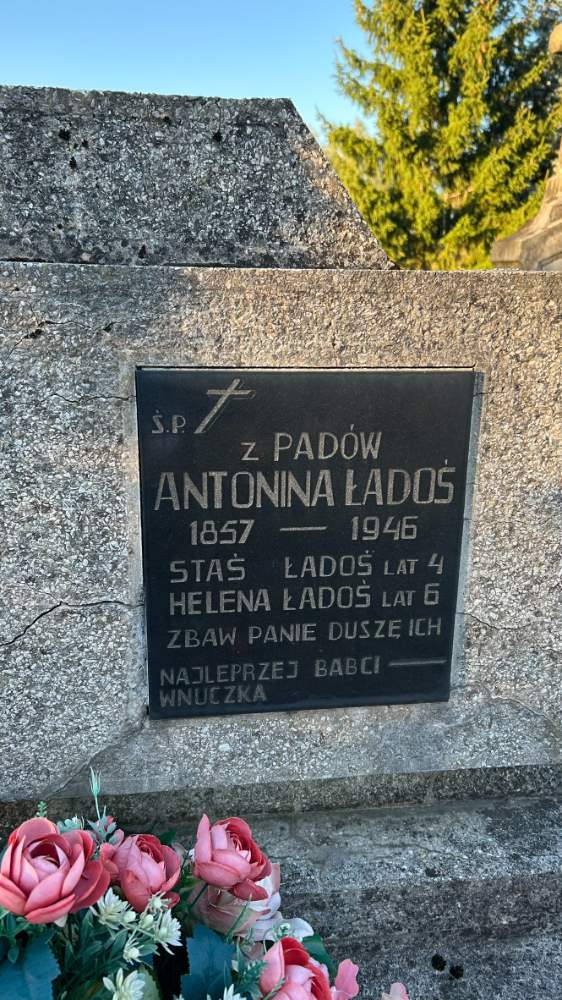 Ś.P.
z PADÓW
ANTONINA ŁADOŚ
1857 — 1946
STAŚ ŁADOŚ LAT 4
HELENA ŁADOŚ LAT 6
ZBAW PANIE DUSZĘ ICH
NAJLEPRZEJ BABCI —
WNUCZKA